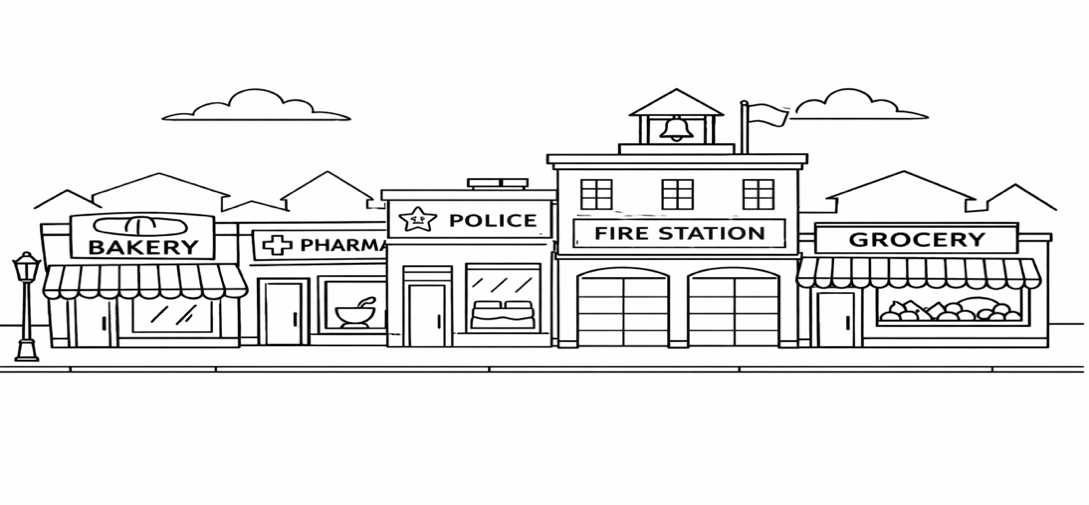 BAKERY
PHARMA
POLICE
FIRE STATION
GROCERY